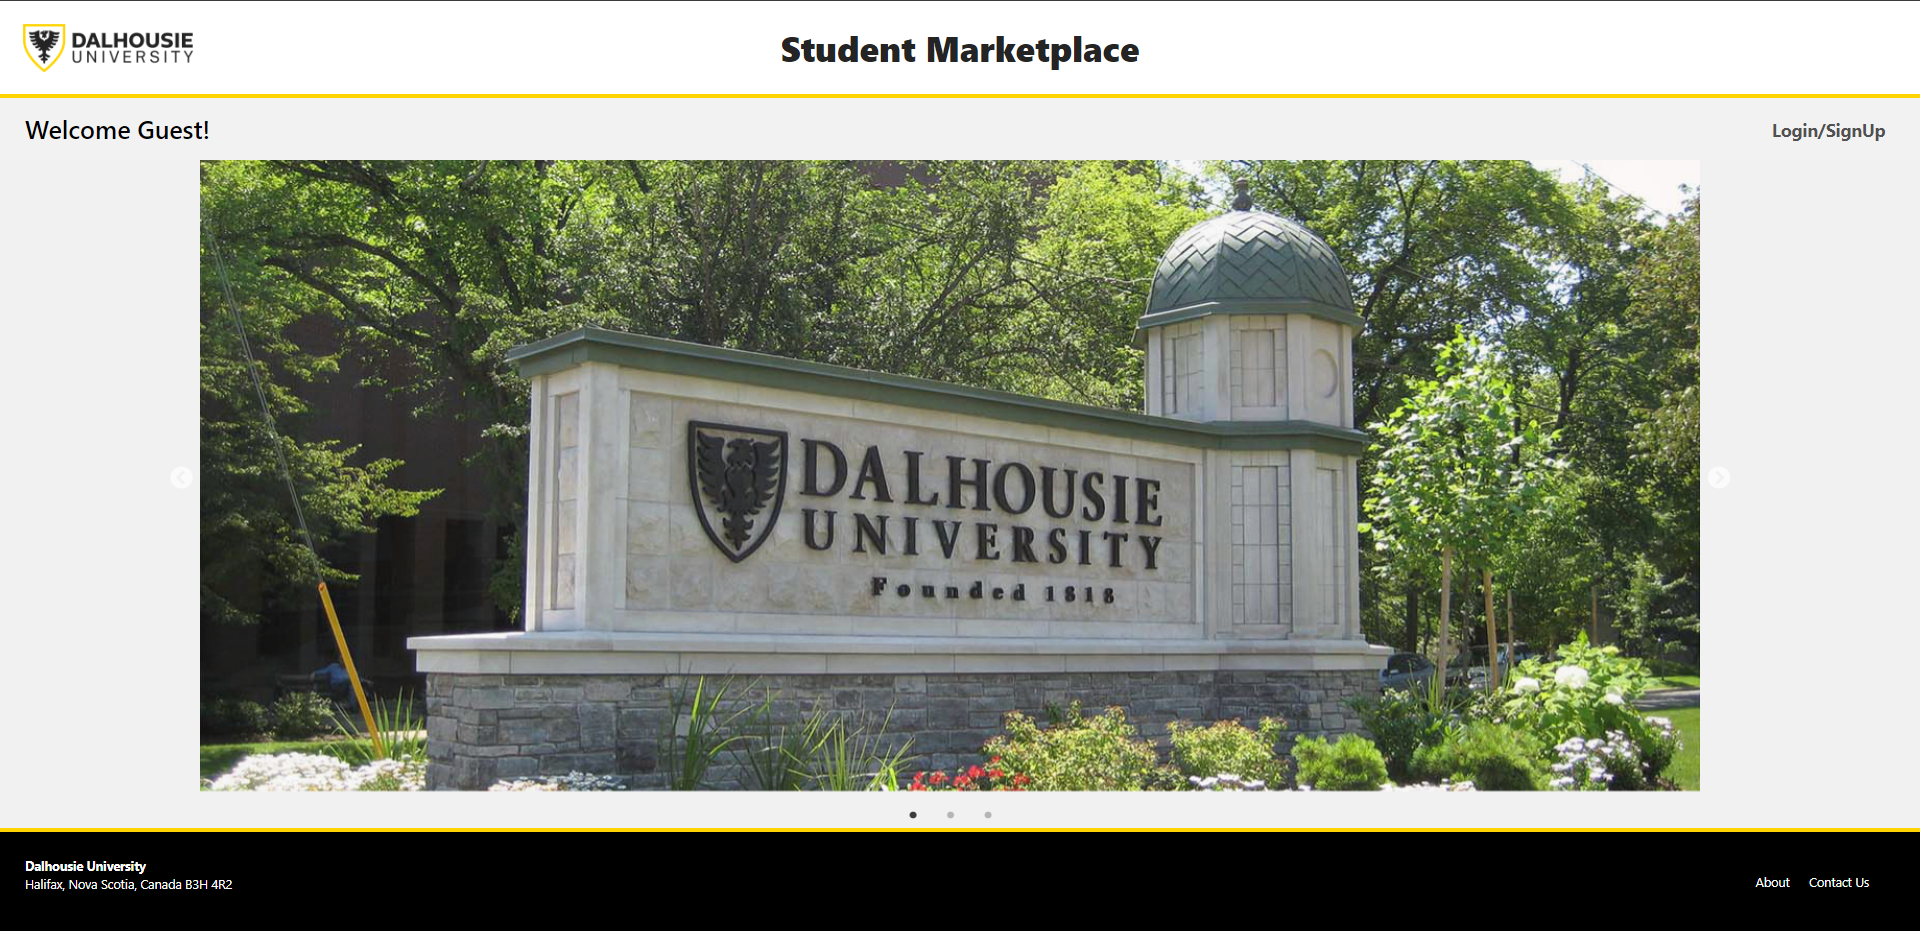 DALHOUSIE
UNIVERSITY
Student Marketplace
Welcome Guest!
Login/SignUp
DALHOUSIE
UNIVERSITY
Founded 1818
Dalhousie University
Halifax, Nova Scotia, Canada B3H 4R2
About
Contact Us